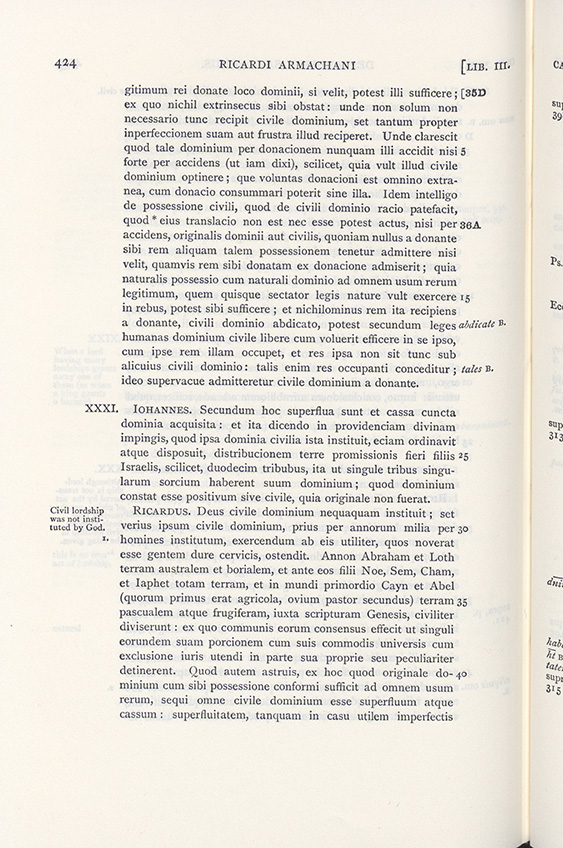 424 RICARDI ARMACHANI [LIB. III.
gitimum rei donate loco dominii, si velit, potest illi sufficere; [35D
ex quo nichil extrinsecus sibi obstat: unde non solum non
necessario tunc recipit civile dominium, set tantum propter
inperfeccionem suam aut frustra illud reciperet. Unde clarescit
quod tale dominium per donacionem nunquam illi accidit nisi 5
forte per accidens (ut iam dixi), scilicet, quia vult illud civile
dominium optinere; que voluntas donacioni est omnino extra-
nea, cum donacio consummari poterit sine illa. Idem intelligo
de possessione civili, quod de civili dominio racio patefacit,
quod * eius translacio non est nec esse potest actus, nisi per 36A
accidens, originalis dominii aut civilis, quoniam nullus a donante
sibi rem aliquam talem possessionem tenetur admittere nisi
velit, quamvis rem sibi donatam ex donacione admiserit; quia
naturalis possessio cum naturali dominio ad omnem usum rerum
legitimum, quem quisque sectator legis nature vult exercere 15
in rebus, potest sibi sufficere; et nichilominus rem ita recipiens
a donante, civili dominio abdicato, potest secundum leges abdicate B.
humanas dominium civile libere cum voluerit efficere in se ipso,
cum ipse rem illam occupet, et res ipsa non sit tunc sub
alicuius civili dominio: talis enim res occupanti conceditur; tales B.
ideo supervacue admitteretur civile dominium a donante.
XXXI. IOHANNES. Secundum hoc superflua sunt et cassa cuncta
dominia acquisita: et ita dicendo in providenciam divinam
impingis, quod ipsa dominia civilia ista instituit, eciam ordinavit
atque disposuit, distribucionem terre promissionis fieri filiis 25
Israelis, scilicet, duodecim tribubus, ita ut singule tribus singu-
larum sorcium haberent suum dominium; quod dominium
constat esse positivum sive civile, quia originale non fuerat.
Civil lordship
was not insti-
tuted by God.
1.
RICARDUS. Deus civile dominium nequaquam instituit; set
verius ipsum civile dominium, prius per annorum milia per 30
homines institutum, exercendum ab eis utiliter, quos noverat
esse gentem dure cervicis, ostendit. Annon Abraham et Loth
terram australem et borialem, et ante eos filii Noe, Sem, Cham,
et Iaphet totam terram, et in mundi primordio Cayn et Abel
(quorum primus erat agricola, ovium pastor secundus) terram 35
pascualem atque frugiferam, iuxta scripturam Genesis, civiliter
diviserunt: ex quo communis eorum consensus effecit ut singuli
eorundem suam porcionem cum suis commodis universis cum
exclusione iuris utendi in parte sua proprie seu peculiariter
detinerent. Quod autem astruis, ex hoc quod originale do- 40
minium cum sibi possessione conformi sufficit ad omnem usum
rerum, sequi omne civile dominium esse superfluum atque
cassum: superfluitatem, tanquam in casu utilem imperfectis
39
Ps.
313
315